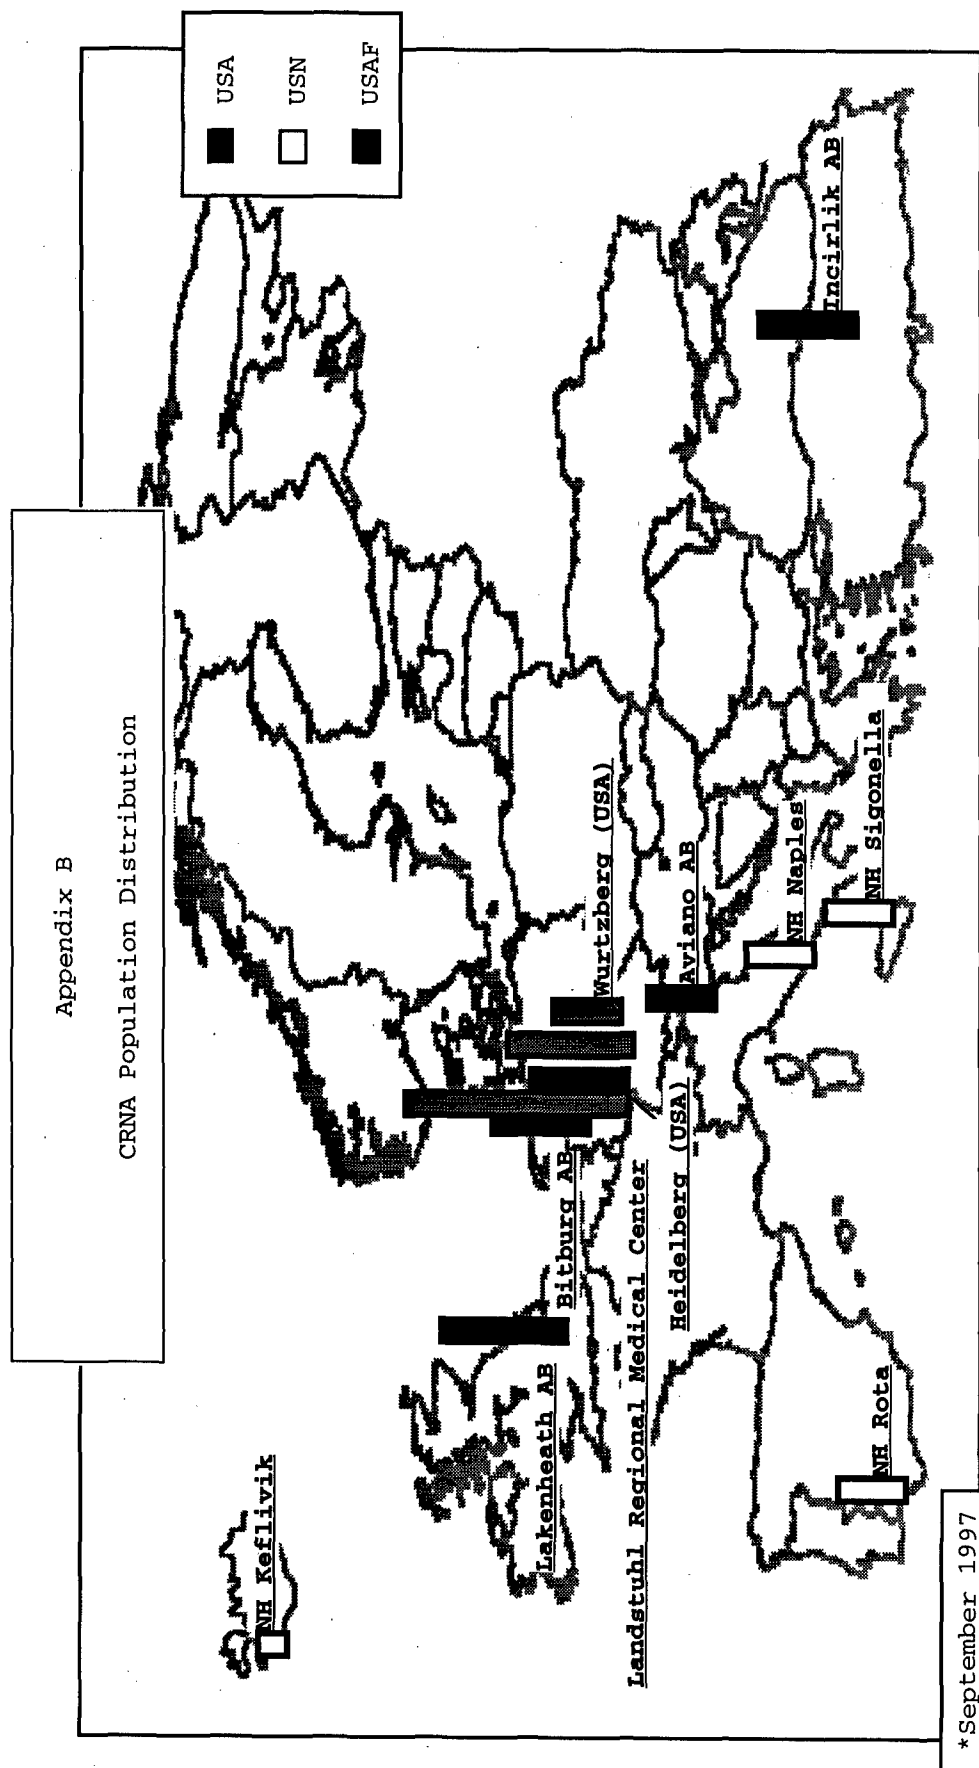 Appendix B
CRNA Population Distribution
USA
USN
USAF
NH Keflivik
Lakenheath AB
Bitburg AB
Landstuhl Regional Medical Center
Wurtzberg (USA)
Heidelberg (USA)
Aviano AB
NH Naples
NH Sigonella
NH Rota
Incirlik AB
*September 1997